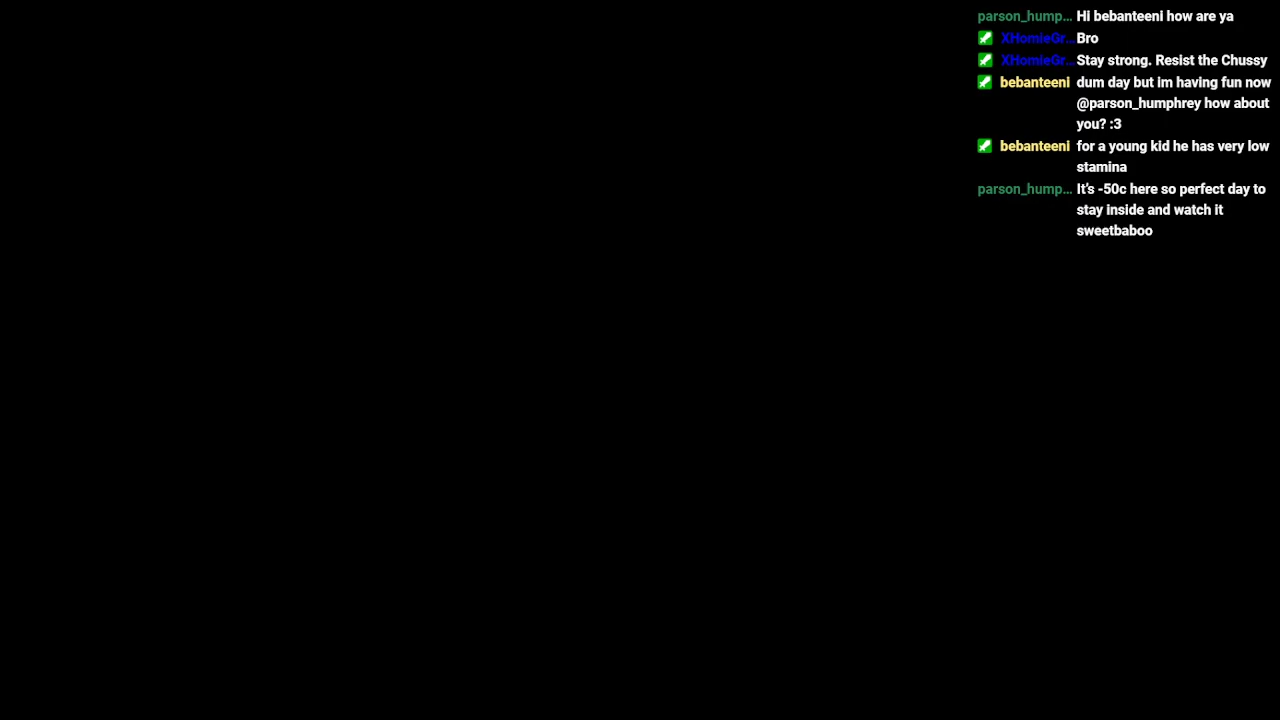 parson_hump... Hi bebanteeni how are ya
XHomieGr... Bro
XHomieGr... Stay strong. Resist the Chussy
bebanteeni dum day but im having fun now
@parson_humphrey how about
you? :3
bebanteeni for a young kid he has very low
stamina
parson_hump... It's -50c here so perfect day to
stay inside and watch it
sweetbaboo